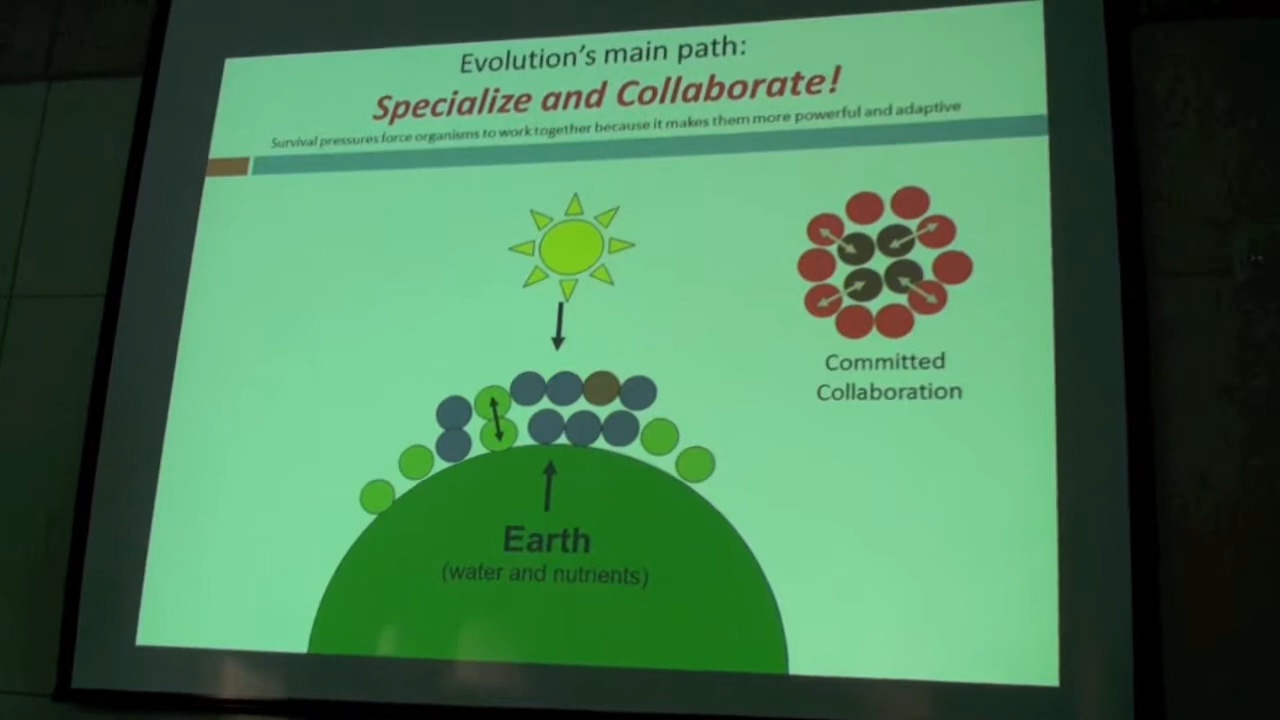 Evolution's main path:
Specialize and Collaborate!
Survival pressures force organisms to work together because it makes them more powerful and adaptive
Committed
Collaboration
Earth
(water and nutrients)